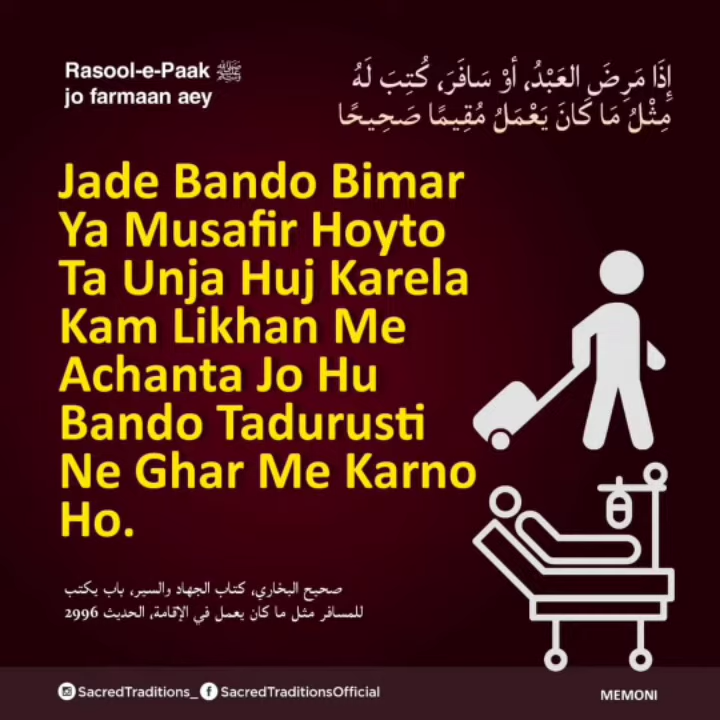 Rasool-e-Paak ﷺ
jo farmaan aey
إِذَا مَرِضَ العَبْدُ، أَوْ سَافَرَ، كُتِبَ لَهُ
مِثْلُ مَا كَانَ يَعْمَلُ مُقِيمًا صَحِيحًا
Jade Bando Bimar
Ya Musafir Hoyto
Ta Unja Huj Karela
Kam Likhan Me
Achanta Jo Hu
Bando Tadurusti
Ne Ghar Me Karno
Ho.
صحيح البخاري، كتاب الجهاد والسير، باب يكتب
للمسافر مثل ما كان يعمل في الإقامة، الحديث 2996
SacredTraditions_ SacredTraditionsOfficial
MEMONI